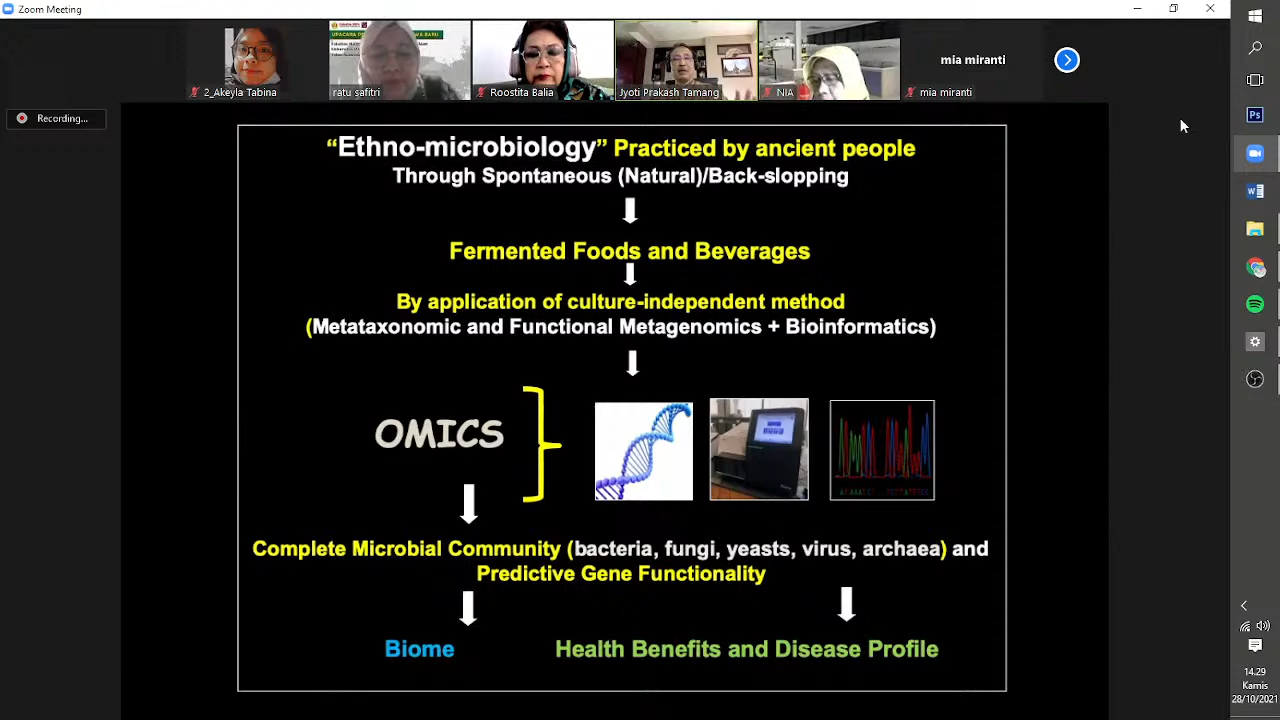 Zoom Meeting
UPACARA
2_Akeyla Tabina
ratu safitri
Roostita Balia
Jyoti Prakash Tamang
NIA
mia miranti
mia miranti
Recording...
“Ethno-microbiology” Practiced by ancient people
Through Spontaneous (Natural)/Back-slopping
Fermented Foods and Beverages
By application of culture-independent method
(Metataxonomic and Functional Metagenomics + Bioinformatics)
OMICS
Complete Microbial Community (bacteria, fungi, yeasts, virus, archaea) and
Predictive Gene Functionality
Biome
Health Benefits and Disease Profile
Ps
W
14.29
Kamis
28/10/2021